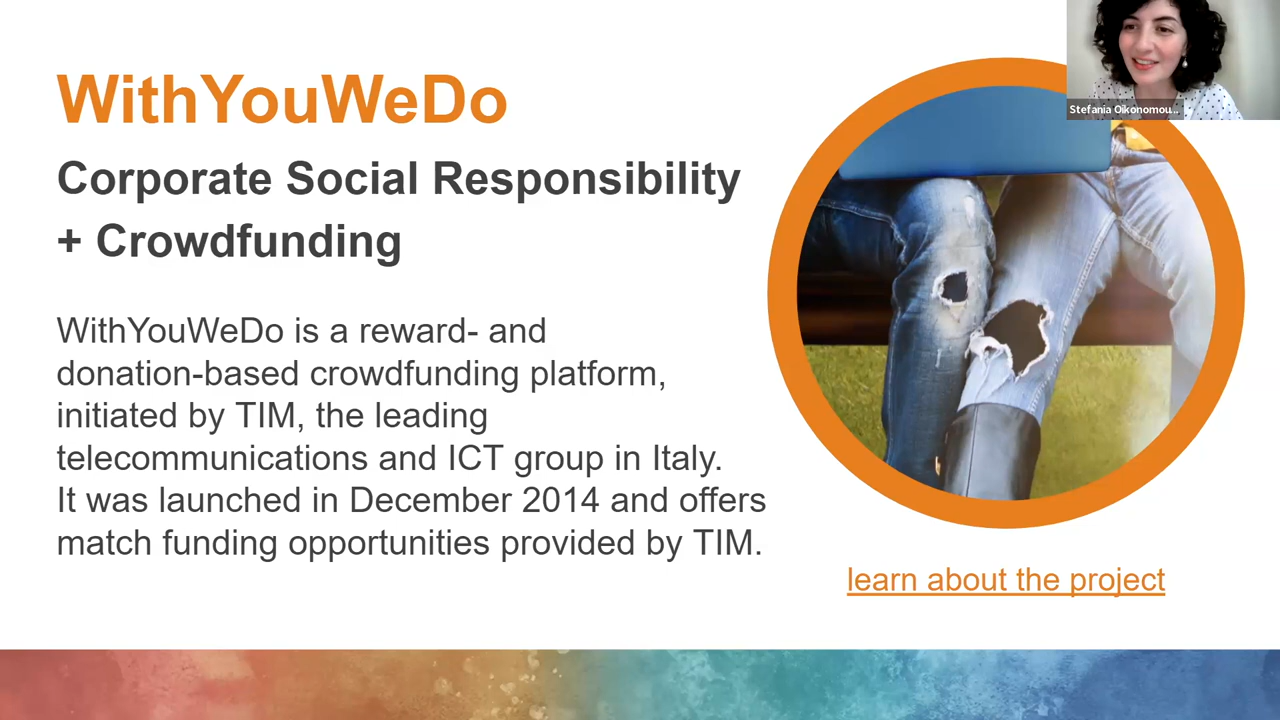 WithYouWeDo
Corporate Social Responsibility
+ Crowdfunding
WithYouWeDo is a reward- and
donation-based crowdfunding platform,
initiated by TIM, the leading
telecommunications and ICT group in Italy.
It was launched in December 2014 and offers
match funding opportunities provided by TIM.
learn about the project
Stefania Oikonomou...